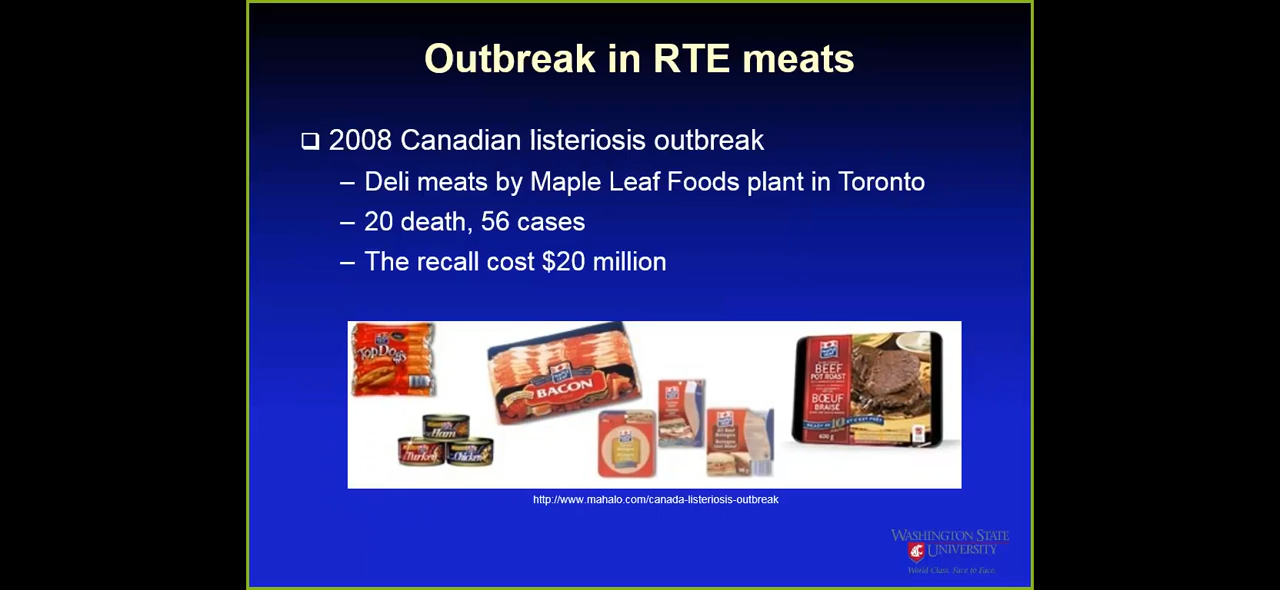 Outbreak in RTE meats
❑ 2008 Canadian listeriosis outbreak
– Deli meats by Maple Leaf Foods plant in Toronto
– 20 death, 56 cases
– The recall cost $20 million
Top Dogs
BACON
Ham
Turkey
Chicken
BEEF
POT ROAST
BŒUF
BRAISÉ
600 g
http://www.mahalo.com/canada-listeriosis-outbreak
WASHINGTON STATE
UNIVERSITY
World Class. Face to Face.